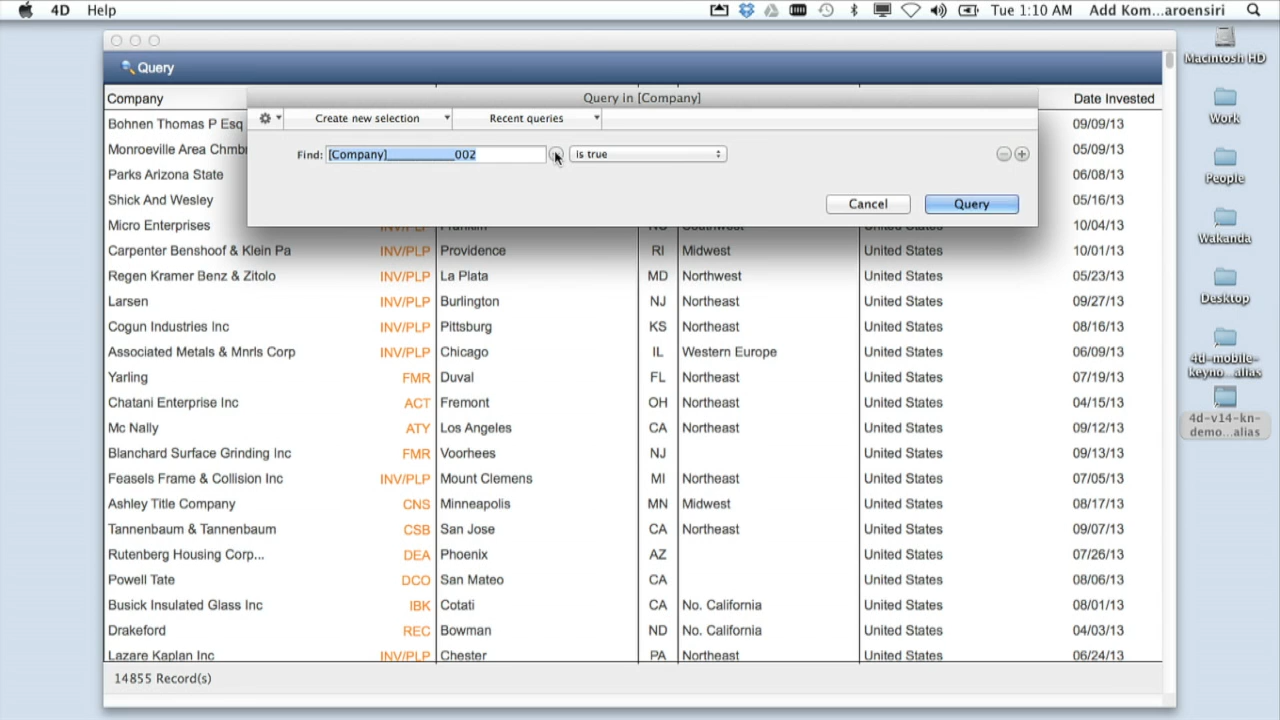 4D Help Tue 1:10 AM Add Kom...aroensiri
Query
Query in [Company]
Company Date Invested
Create new selection Recent queries
Find: [Company]____________002 is true
Cancel Query
Bohnen Thomas P Esq 09/09/13
Monroeville Area Chmb 05/09/13
Parks Arizona State 06/08/13
Shick And Wesley 05/16/13
Micro Enterprises 10/04/13
Carpenter Benshoof & Klein Pa INV/PLP Providence RI Midwest United States 10/01/13
Regen Kramer Benz & Zitolo INV/PLP La Plata MD Northwest United States 05/23/13
Larsen INV/PLP Burlington NJ Northeast United States 09/27/13
Cogun Industries Inc INV/PLP Pittsburg KS Northeast United States 08/16/13
Associated Metals & Mnrls Corp INV/PLP Chicago IL Western Europe United States 06/09/13
Yarling FMR Duval FL Northeast United States 07/19/13
Chatani Enterprise Inc ACT Fremont OH Northeast United States 04/15/13
Mc Nally ATY Los Angeles CA Northeast United States 09/12/13
Blanchard Surface Grinding Inc FMR Voorhees NJ United States 09/13/13
Feasels Frame & Collision Inc INV/PLP Mount Clemens MI Northeast United States 07/05/13
Ashley Title Company CNS Minneapolis MN Midwest United States 08/17/13
Tannenbaum & Tannenbaum CSB San Jose CA Northeast United States 09/07/13
Rutenberg Housing Corp... DEA Phoenix AZ United States 07/26/13
Powell Tate DCO San Mateo CA United States 08/06/13
Busick Insulated Glass Inc IBK Cotati CA No. California United States 08/01/13
Drakeford REC Bowman ND No. California United States 04/03/13
Lazare Kaplan Inc INV/PLP Chester PA Northeast United States 06/24/13
14855 Record(s)
Macintosh HD
Work
People
Wakanda
Desktop
4d-mobile-
keyno...alias
4d-v14-kn-
demo...alias